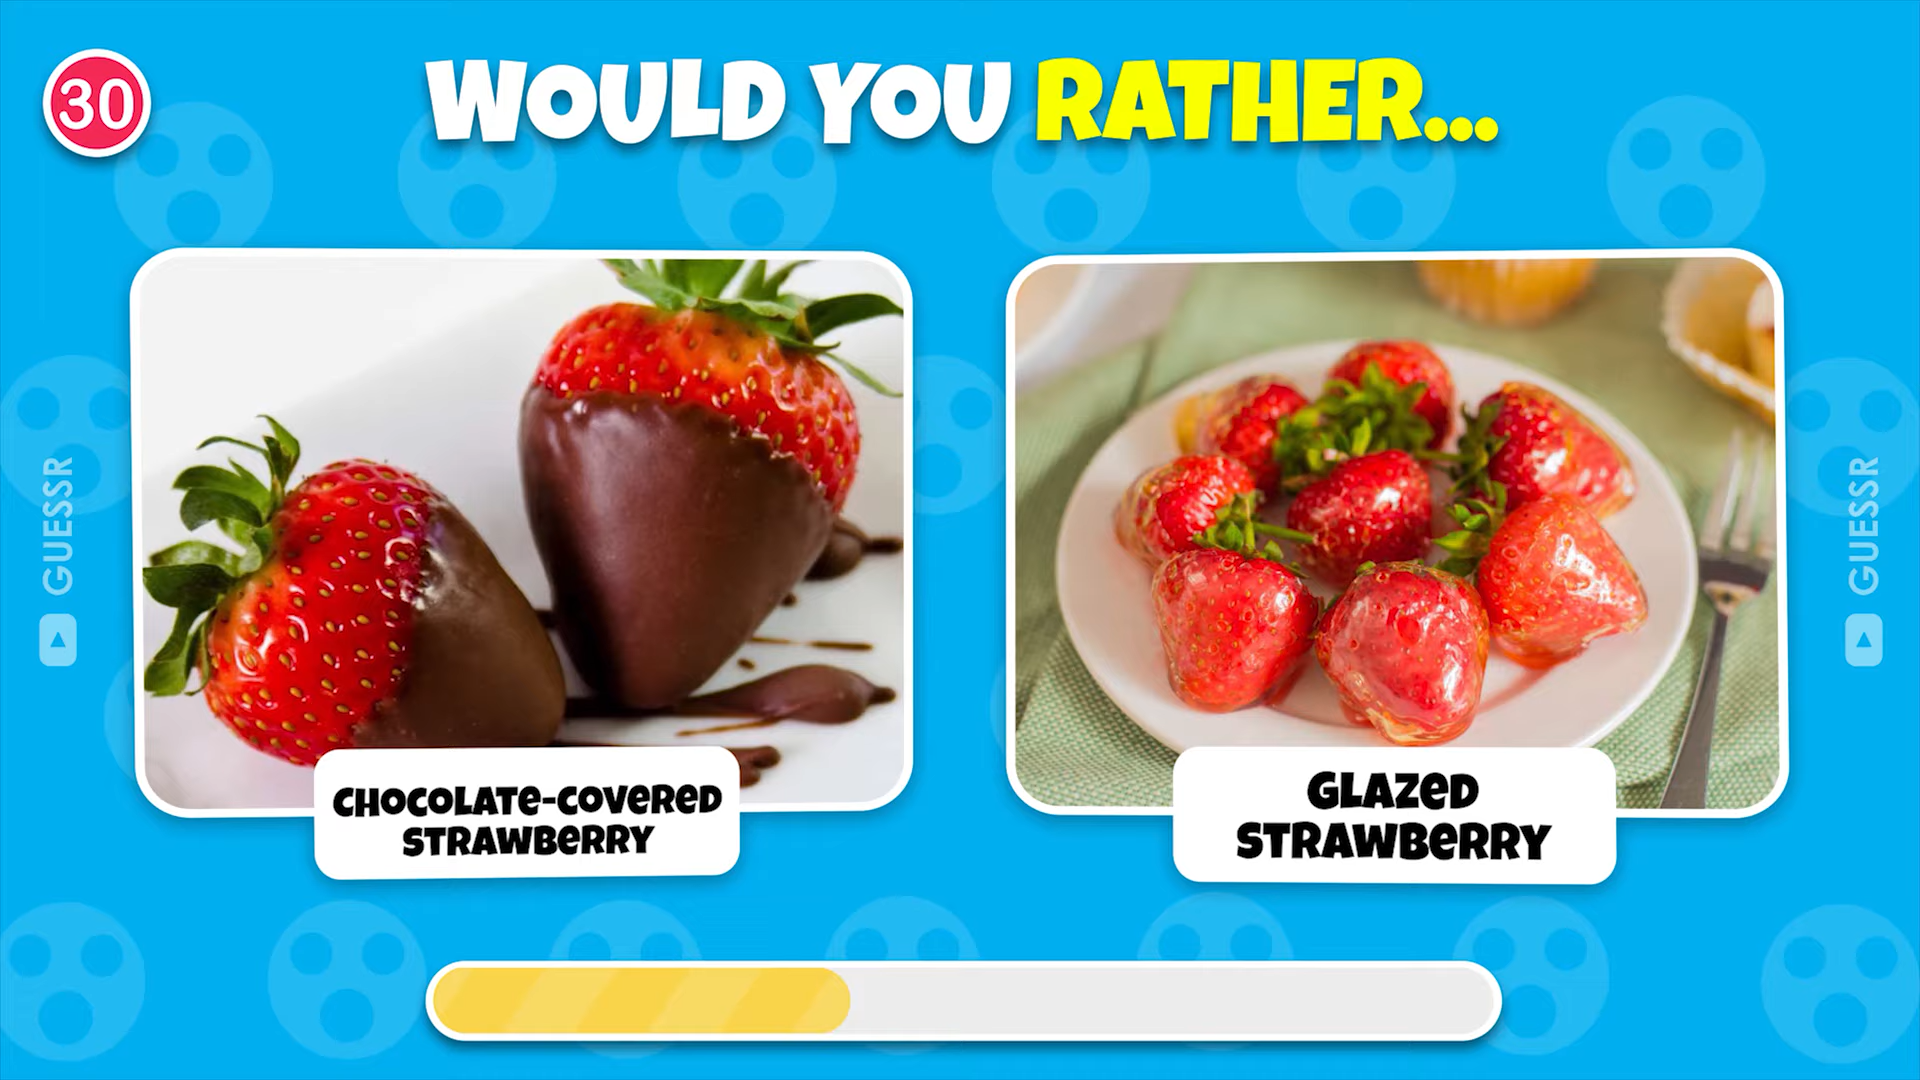 30
WOULD YOU RATHER...
GUESSR
GUESSR
CHOCOLATE-COVERED
STRAWBERRY
GLAZED
STRAWBERRY